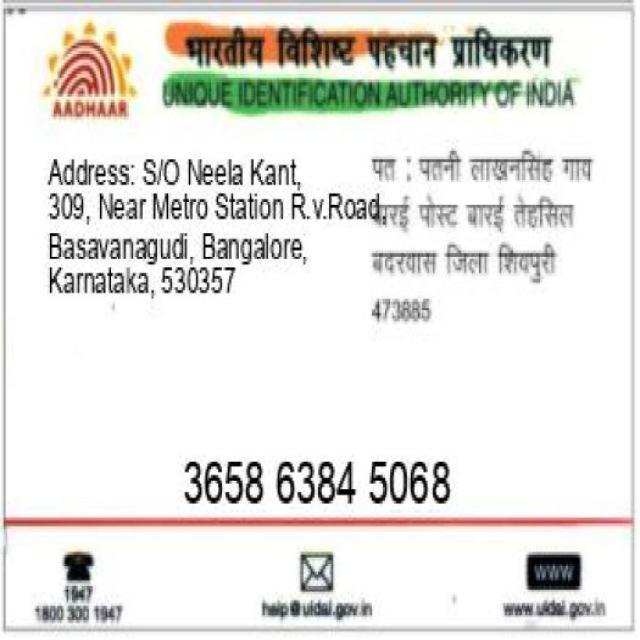 भारतीय विशिष्ट पहचान प्राधिकरण
AADHAAR
UNIQUE IDENTIFICATION AUTHORITY OF INDIA
Address: S/O Neela Kant,
309, Near Metro Station R.v.Road,
Basavanagudi, Bangalore,
Karnataka, 530357
पत : पतनी लाखनसिंह गाव
बारई पोस्ट बारई तेहसिल
बदरवास जिला शिवपुरी
473885
3658 6384 5068
1947
1800 300 1947
help@uidai.gov.in
WWW
www.uidai.gov.in